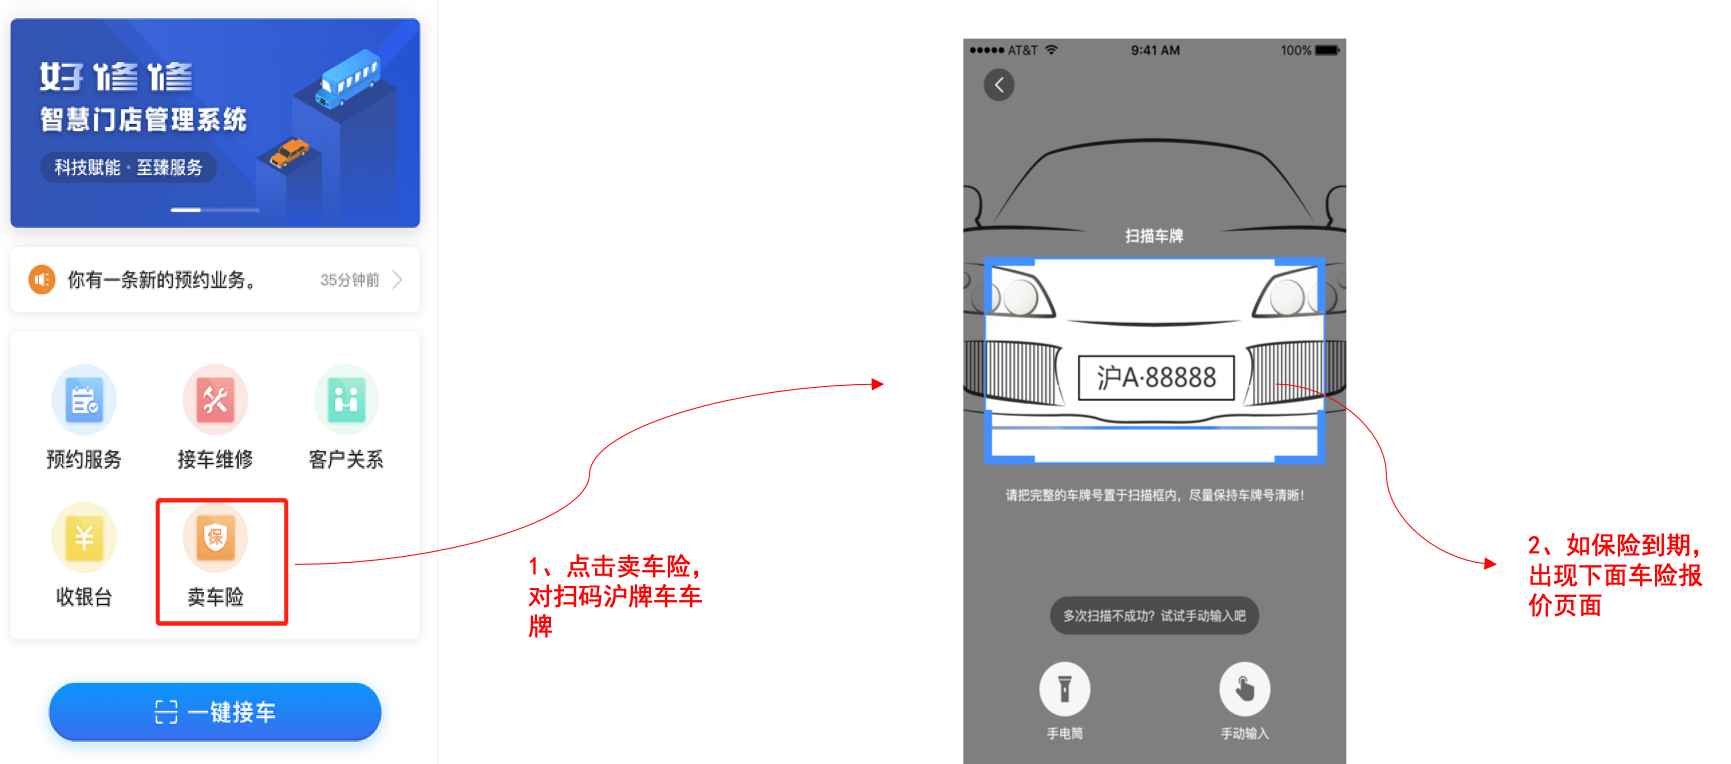 好修修
智慧门店管理系统
科技赋能·至臻服务
你有一条新的预约业务。
35分钟前
预约服务
接车维修
客户关系
¥
保
收银台
卖车险
一键接车
1、点击卖车险，
对扫码沪牌车车
牌
AT&T
9:41 AM
100%
扫描车牌
沪A·88888
请把完整的车牌号置于扫描框内，尽量保持车牌号清晰！
多次扫描不成功？试试手动输入吧
手电筒
手动输入
2、如保险到期，
出现下面车险报
价页面